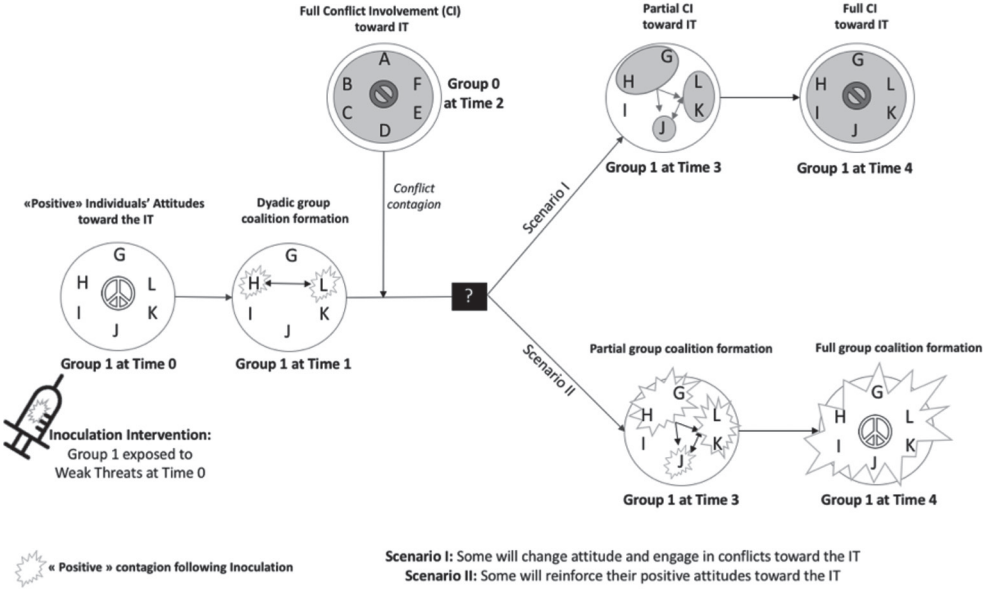 Full Conflict Involvement (CI)
toward IT
A
B
F
C
E
D
Group 0
at Time 2
Conflict
contagion
«Positive» Individuals’ Attitudes
toward the IT
G
H
L
I
K
J
Group 1 at Time 0
Dyadic group
coalition formation
G
H
L
I
K
J
Group 1 at Time 1
Inoculation Intervention:
Group 1 exposed to
Weak Threats at Time 0
?
Scenario I
Partial CI
toward IT
G
H
L
I
K
J
Group 1 at Time 3
Full CI
toward IT
G
H
L
I
K
J
Group 1 at Time 4
Scenario II
Partial group coalition formation
G
H
L
I
K
J
Group 1 at Time 3
Full group coalition formation
G
H
L
I
K
J
Group 1 at Time 4
« Positive » contagion following Inoculation
Scenario I: Some will change attitude and engage in conflicts toward the IT
Scenario II: Some will reinforce their positive attitudes toward the IT